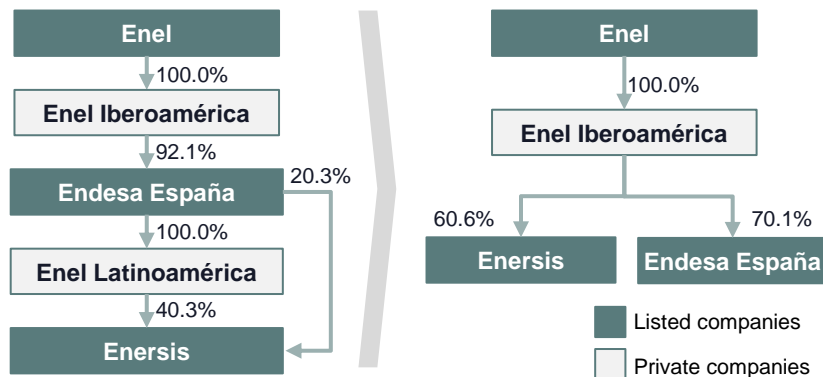 Enel
100.0%
Enel Iberoamérica
92.1%
Endesa España
20.3%
100.0%
Enel Latinoamérica
40.3%
Enersis
Enel
100.0%
Enel Iberoamérica
60.6%
70.1%
Enersis
Endesa España
Listed companies
Private companies